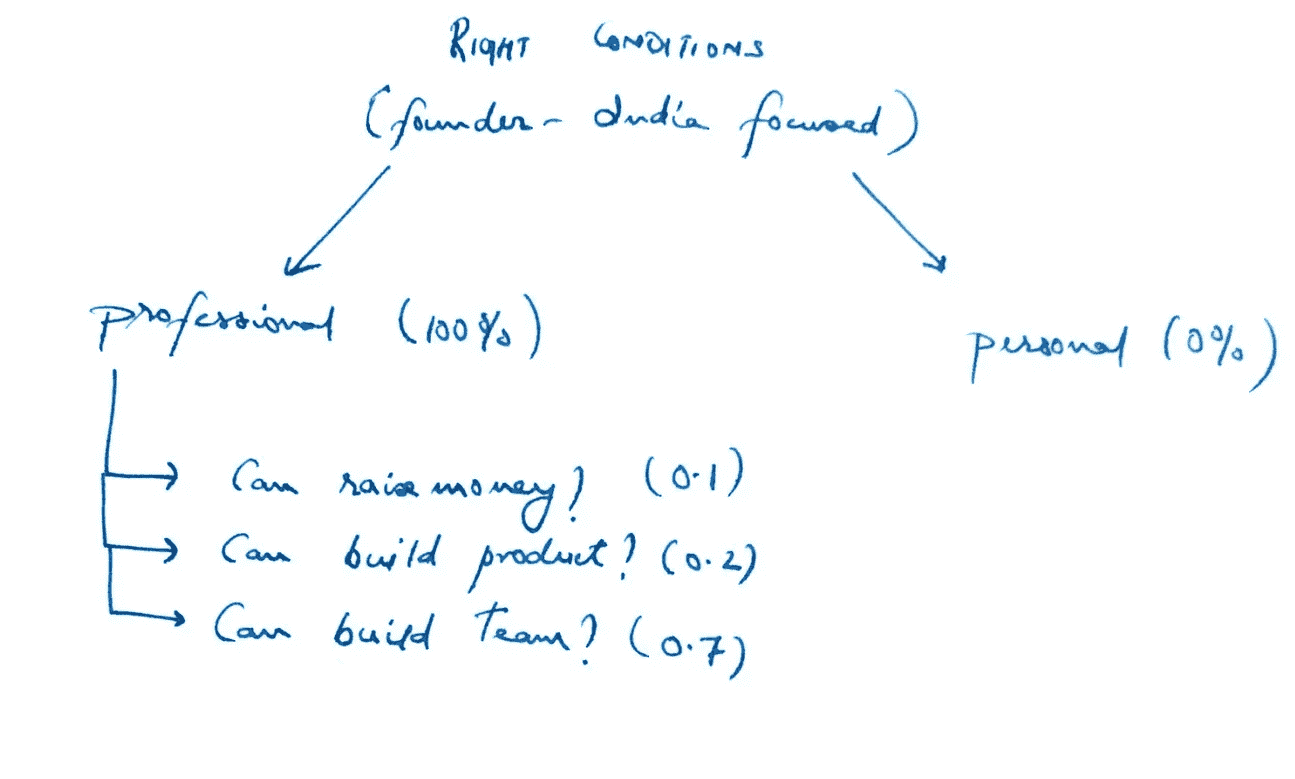 RIGHT CONDITIONS
(founder - India focused)
professional (100%)
personal (0%)
Can raise money? (0.1)
Can build product? (0.2)
Can build Team? (0.7)